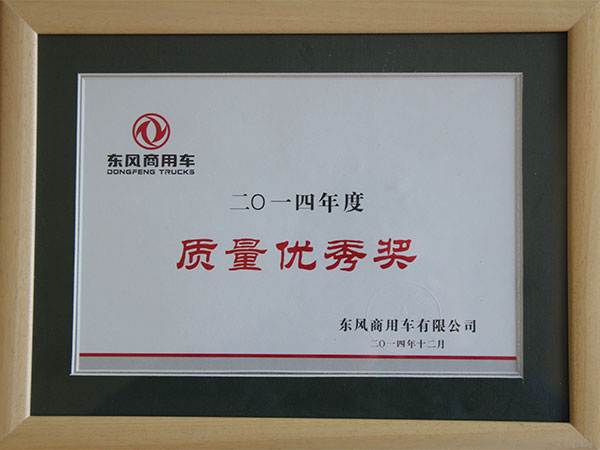 东风商用车
DONGFENG TRUCKS
二〇一四年度
质量优秀奖
东风商用车有限公司
二〇一四年十二月